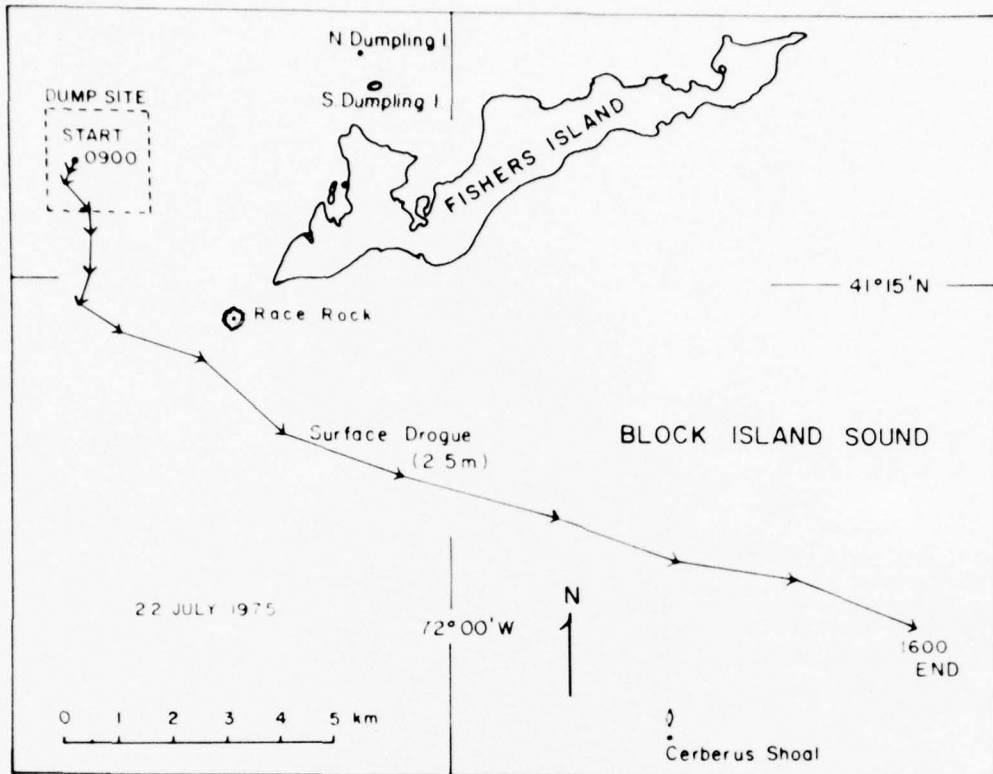 N. Dumpling I
S. Dumpling I
DUMP SITE
START
0900
FISHERS ISLAND
41°15'N
Race Rock
Surface Drogue
(2.5m)
BLOCK ISLAND SOUND
22 JULY 1975
72°00'W
N
1600
END
0 1 2 3 4 5 km
Cerberus Shoal